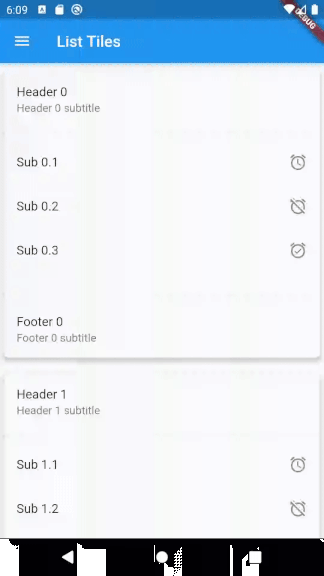 6:09
DEBUG
List Tiles
Header 0
Header 0 subtitle
Sub 0.1
Sub 0.2
Sub 0.3
Footer 0
Footer 0 subtitle
Header 1
Header 1 subtitle
Sub 1.1
Sub 1.2